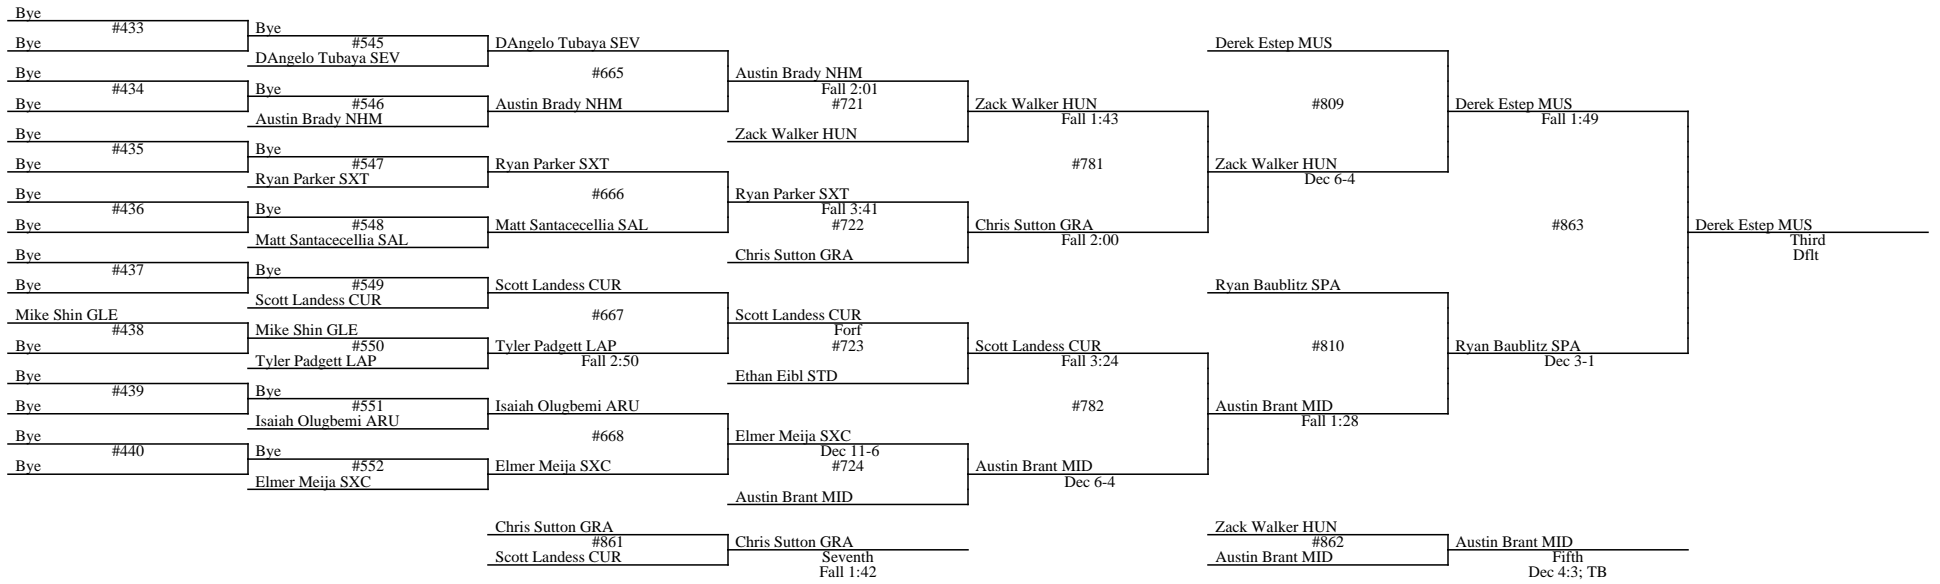 Bye
#433
Bye
Bye
#434
Bye
Bye
#435
Bye
Bye
#436
Bye
Bye
#437
Bye
Mike Shin GLE
#438
Bye
Bye
#439
Bye
Bye
#440
Bye
Bye
#545
DAngelo Tubaya SEV
Bye
#546
Austin Brady NHM
Bye
#547
Ryan Parker SXT
Bye
#548
Matt Santacecellia SAL
Bye
#549
Scott Landess CUR
Mike Shin GLE
#550
Tyler Padgett LAP
Bye
#551
Isaiah Olugbemi ARU
Bye
#552
Elmer Meija SXC
DAngelo Tubaya SEV
#665
Austin Brady NHM
Ryan Parker SXT
#666
Matt Santacecellia SAL
Scott Landess CUR
#667
Tyler Padgett LAP
Fall 2:50
Isaiah Olugbemi ARU
#668
Elmer Meija SXC
Austin Brady NHM
Fall 2:01
#721
Zack Walker HUN
Ryan Parker SXT
Fall 3:41
#722
Chris Sutton GRA
Scott Landess CUR
Forf
#723
Ethan Eibl STD
Elmer Meija SXC
Dec 11-6
#724
Austin Brant MID
Zack Walker HUN
Fall 1:43
#781
Chris Sutton GRA
Fall 2:00
Scott Landess CUR
Fall 3:24
#782
Austin Brant MID
Dec 6-4
Derek Estep MUS
#809
Zack Walker HUN
Dec 6-4
Ryan Baublitz SPA
#810
Austin Brant MID
Fall 1:28
Derek Estep MUS
Fall 1:49
#863
Ryan Baublitz SPA
Dec 3-1
Derek Estep MUS
Third
Dflt
Chris Sutton GRA
#861
Scott Landess CUR
Chris Sutton GRA
Seventh
Fall 1:42
Zack Walker HUN
#862
Austin Brant MID
Austin Brant MID
Fifth
Dec 4:3; TB